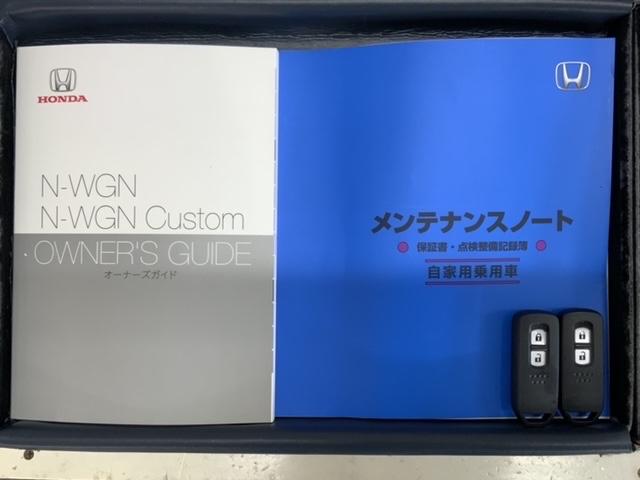 HONDA
N-WGN
N-WGN Custom
OWNER'S GUIDE
オーナーズガイド
メンテナンスノート
保証書・点検整備記録簿
自家用乗用車